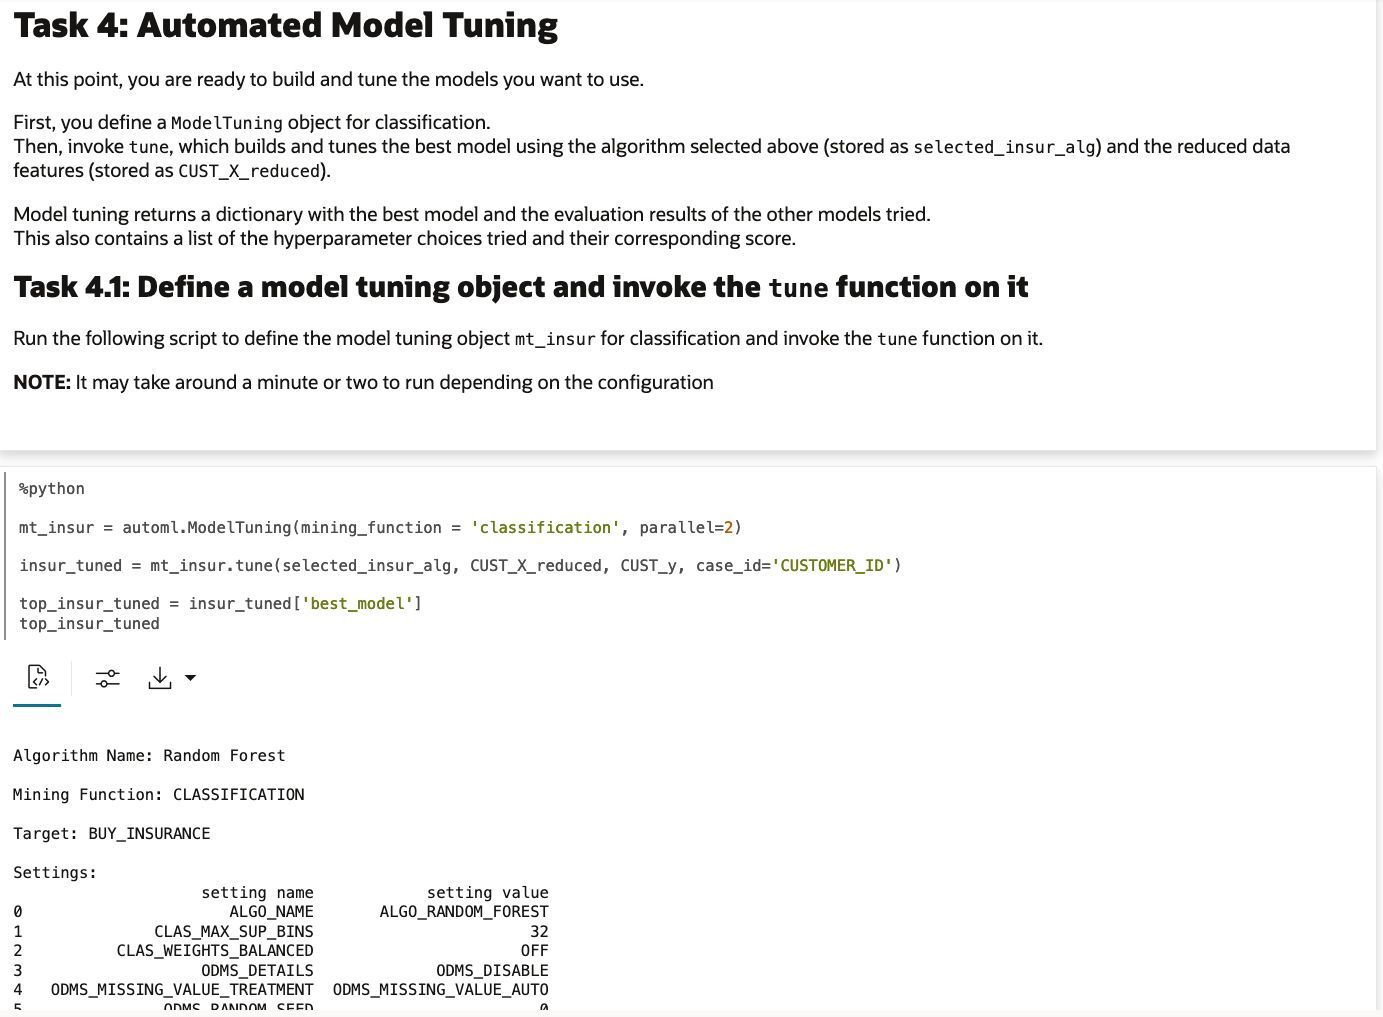 Task 4: Automated Model Tuning
At this point, you are ready to build and tune the models you want to use.
First, you define a ModelTuning object for classification.
Then, invoke tune, which builds and tunes the best model using the algorithm selected above (stored as selected_insur_alg) and the reduced data
features (stored as CUST_X_reduced).
Model tuning returns a dictionary with the best model and the evaluation results of the other models tried.
This also contains a list of the hyperparameter choices tried and their corresponding score.
Task 4.1: Define a model tuning object and invoke the tune function on it
Run the following script to define the model tuning object mt_insur for classification and invoke the tune function on it.
NOTE: It may take around a minute or two to run depending on the configuration
%python
mt_insur = automl.ModelTuning(mining_function = 'classification', parallel=2)
insur_tuned = mt_insur.tune(selected_insur_alg, CUST_X_reduced, CUST_y, case_id='CUSTOMER_ID')
top_insur_tuned = insur_tuned['best_model']
top_insur_tuned
Algorithm Name: Random Forest
Mining Function: CLASSIFICATION
Target: BUY_INSURANCE
Settings:
setting name setting value
0 ALGO_NAME ALGO_RANDOM_FOREST
1 CLAS_MAX_SUP_BINS 32
2 CLAS_WEIGHTS_BALANCED OFF
3 ODMS_DETAILS ODMS_DISABLE
4 ODMS_MISSING_VALUE_TREATMENT ODMS_MISSING_VALUE_AUTO
5 ODMS_RANDOM_SEED 0